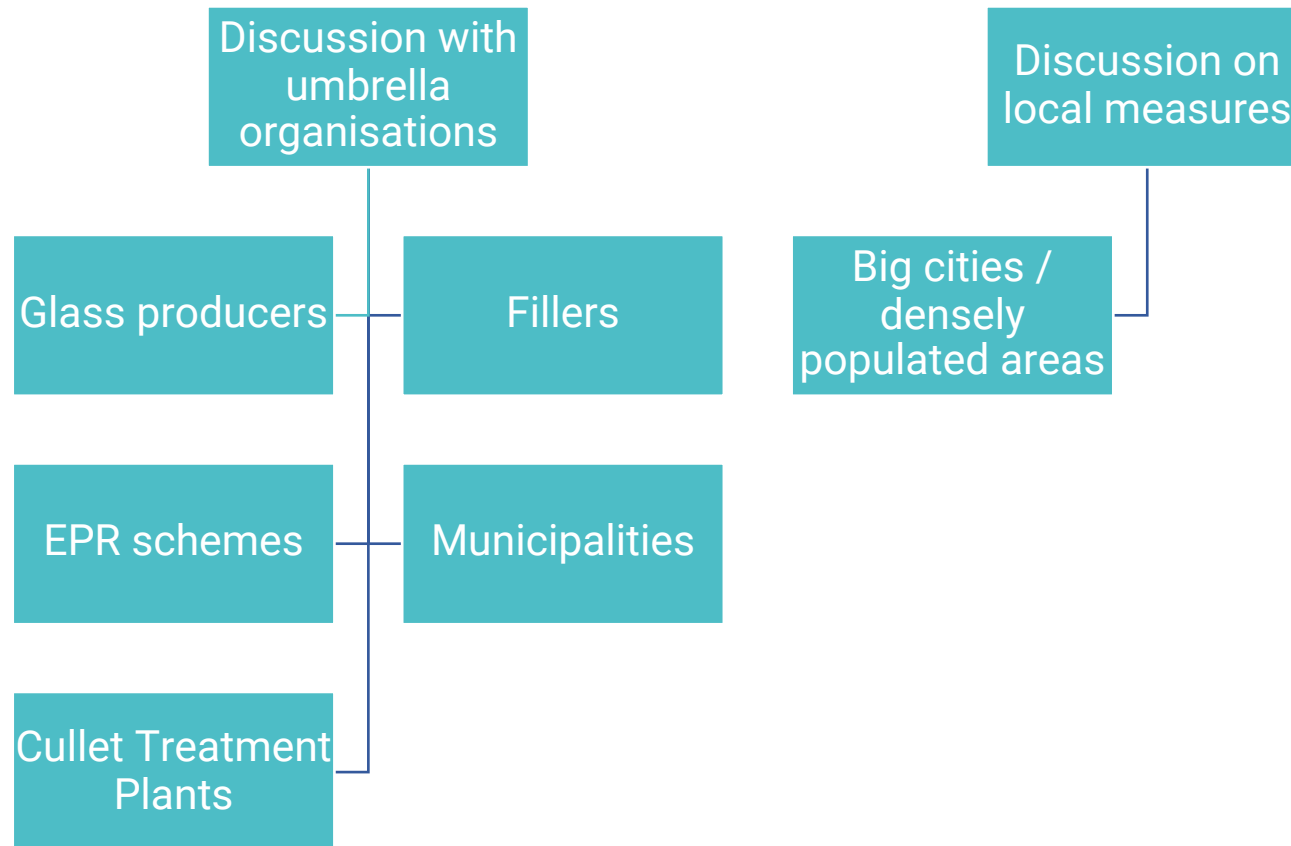 Discussion with
umbrella
organisations
Glass producers
Fillers
EPR schemes
Municipalities
Cullet Treatment
Plants
Discussion on
local measures
Big cities /
densely
populated areas